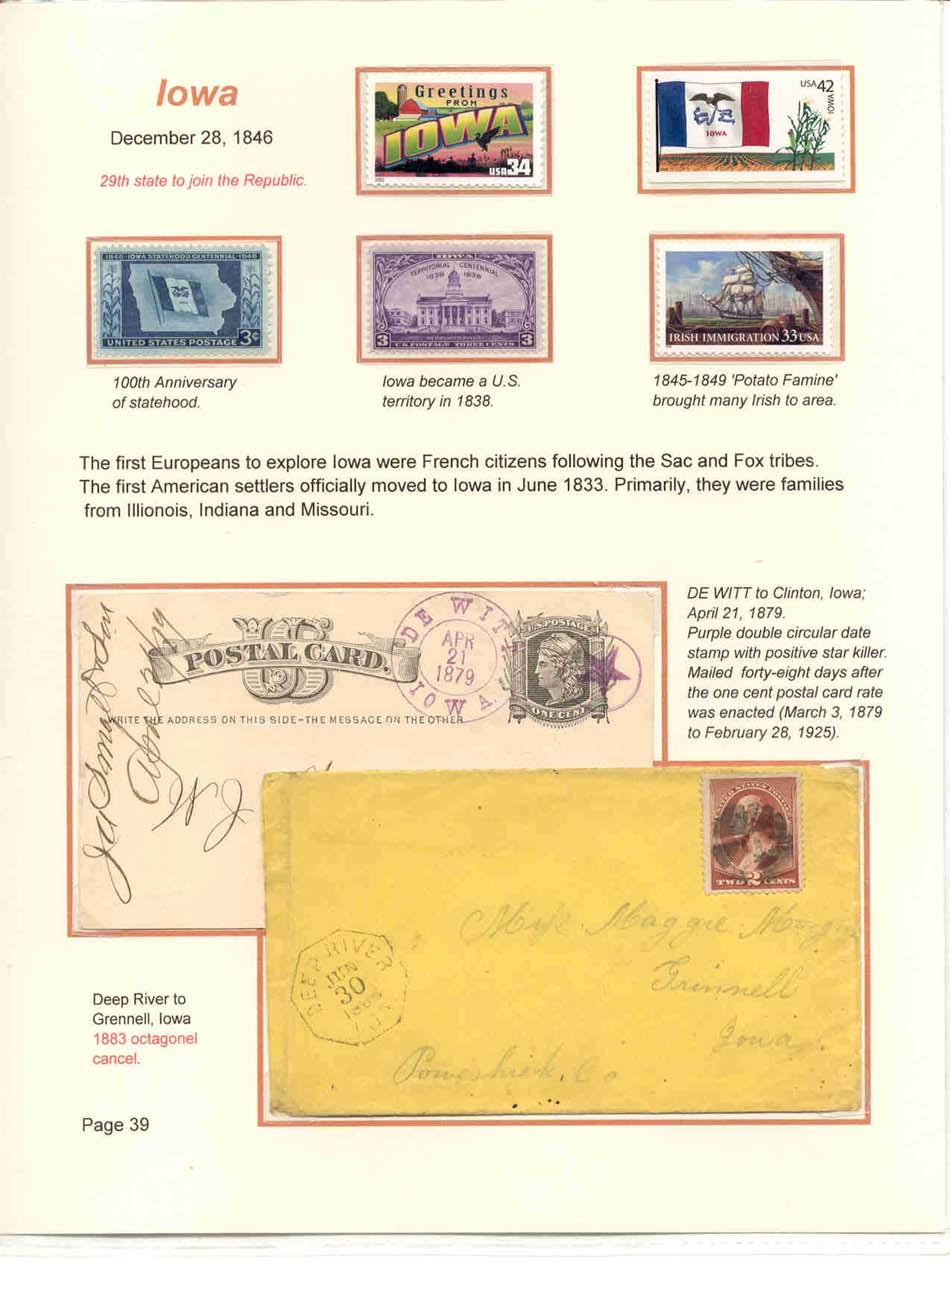 Iowa
December 28, 1846
29th state to join the Republic.
Greetings
FROM
IOWA
USA 34
USA 42
IOWA
IOWA
1846·IOWA STATEHOOD CENTENNIAL·1946
3¢
UNITED STATES POSTAGE
IOWA
TERRITORIAL CENTENNIAL
1838 1938
3 3
U.S. POSTAGE THREE CENTS
IRISH IMMIGRATION 33 USA
100th Anniversary
of statehood.
Iowa became a U.S.
territory in 1838.
1845-1849 'Potato Famine'
brought many Irish to area.
The first Europeans to explore Iowa were French citizens following the Sac and Fox tribes.
The first American settlers officially moved to Iowa in June 1833. Primarily, they were families
from Illionois, Indiana and Missouri.
US
POSTAL CARD.
WRITE THE ADDRESS ON THIS SIDE-THE MESSAGE ON THE OTHER
DE WITT
APR
21
1879
IOWA.
U.S. POSTAGE
ONE CENT
W J
DE WITT to Clinton, Iowa;
April 21, 1879.
Purple double circular date
stamp with positive star killer.
Mailed forty-eight days after
the one cent postal card rate
was enacted (March 3, 1879
to February 28, 1925).
UNITED STATES POSTAGE
TWO 2 CENTS
DEEP RIVER
JUN
30
Miss Maggie
Grinnell
Iowa.
Poweshiek. Co
Deep River to
Grennell, Iowa
1883 octagonel
cancel.
Page 39